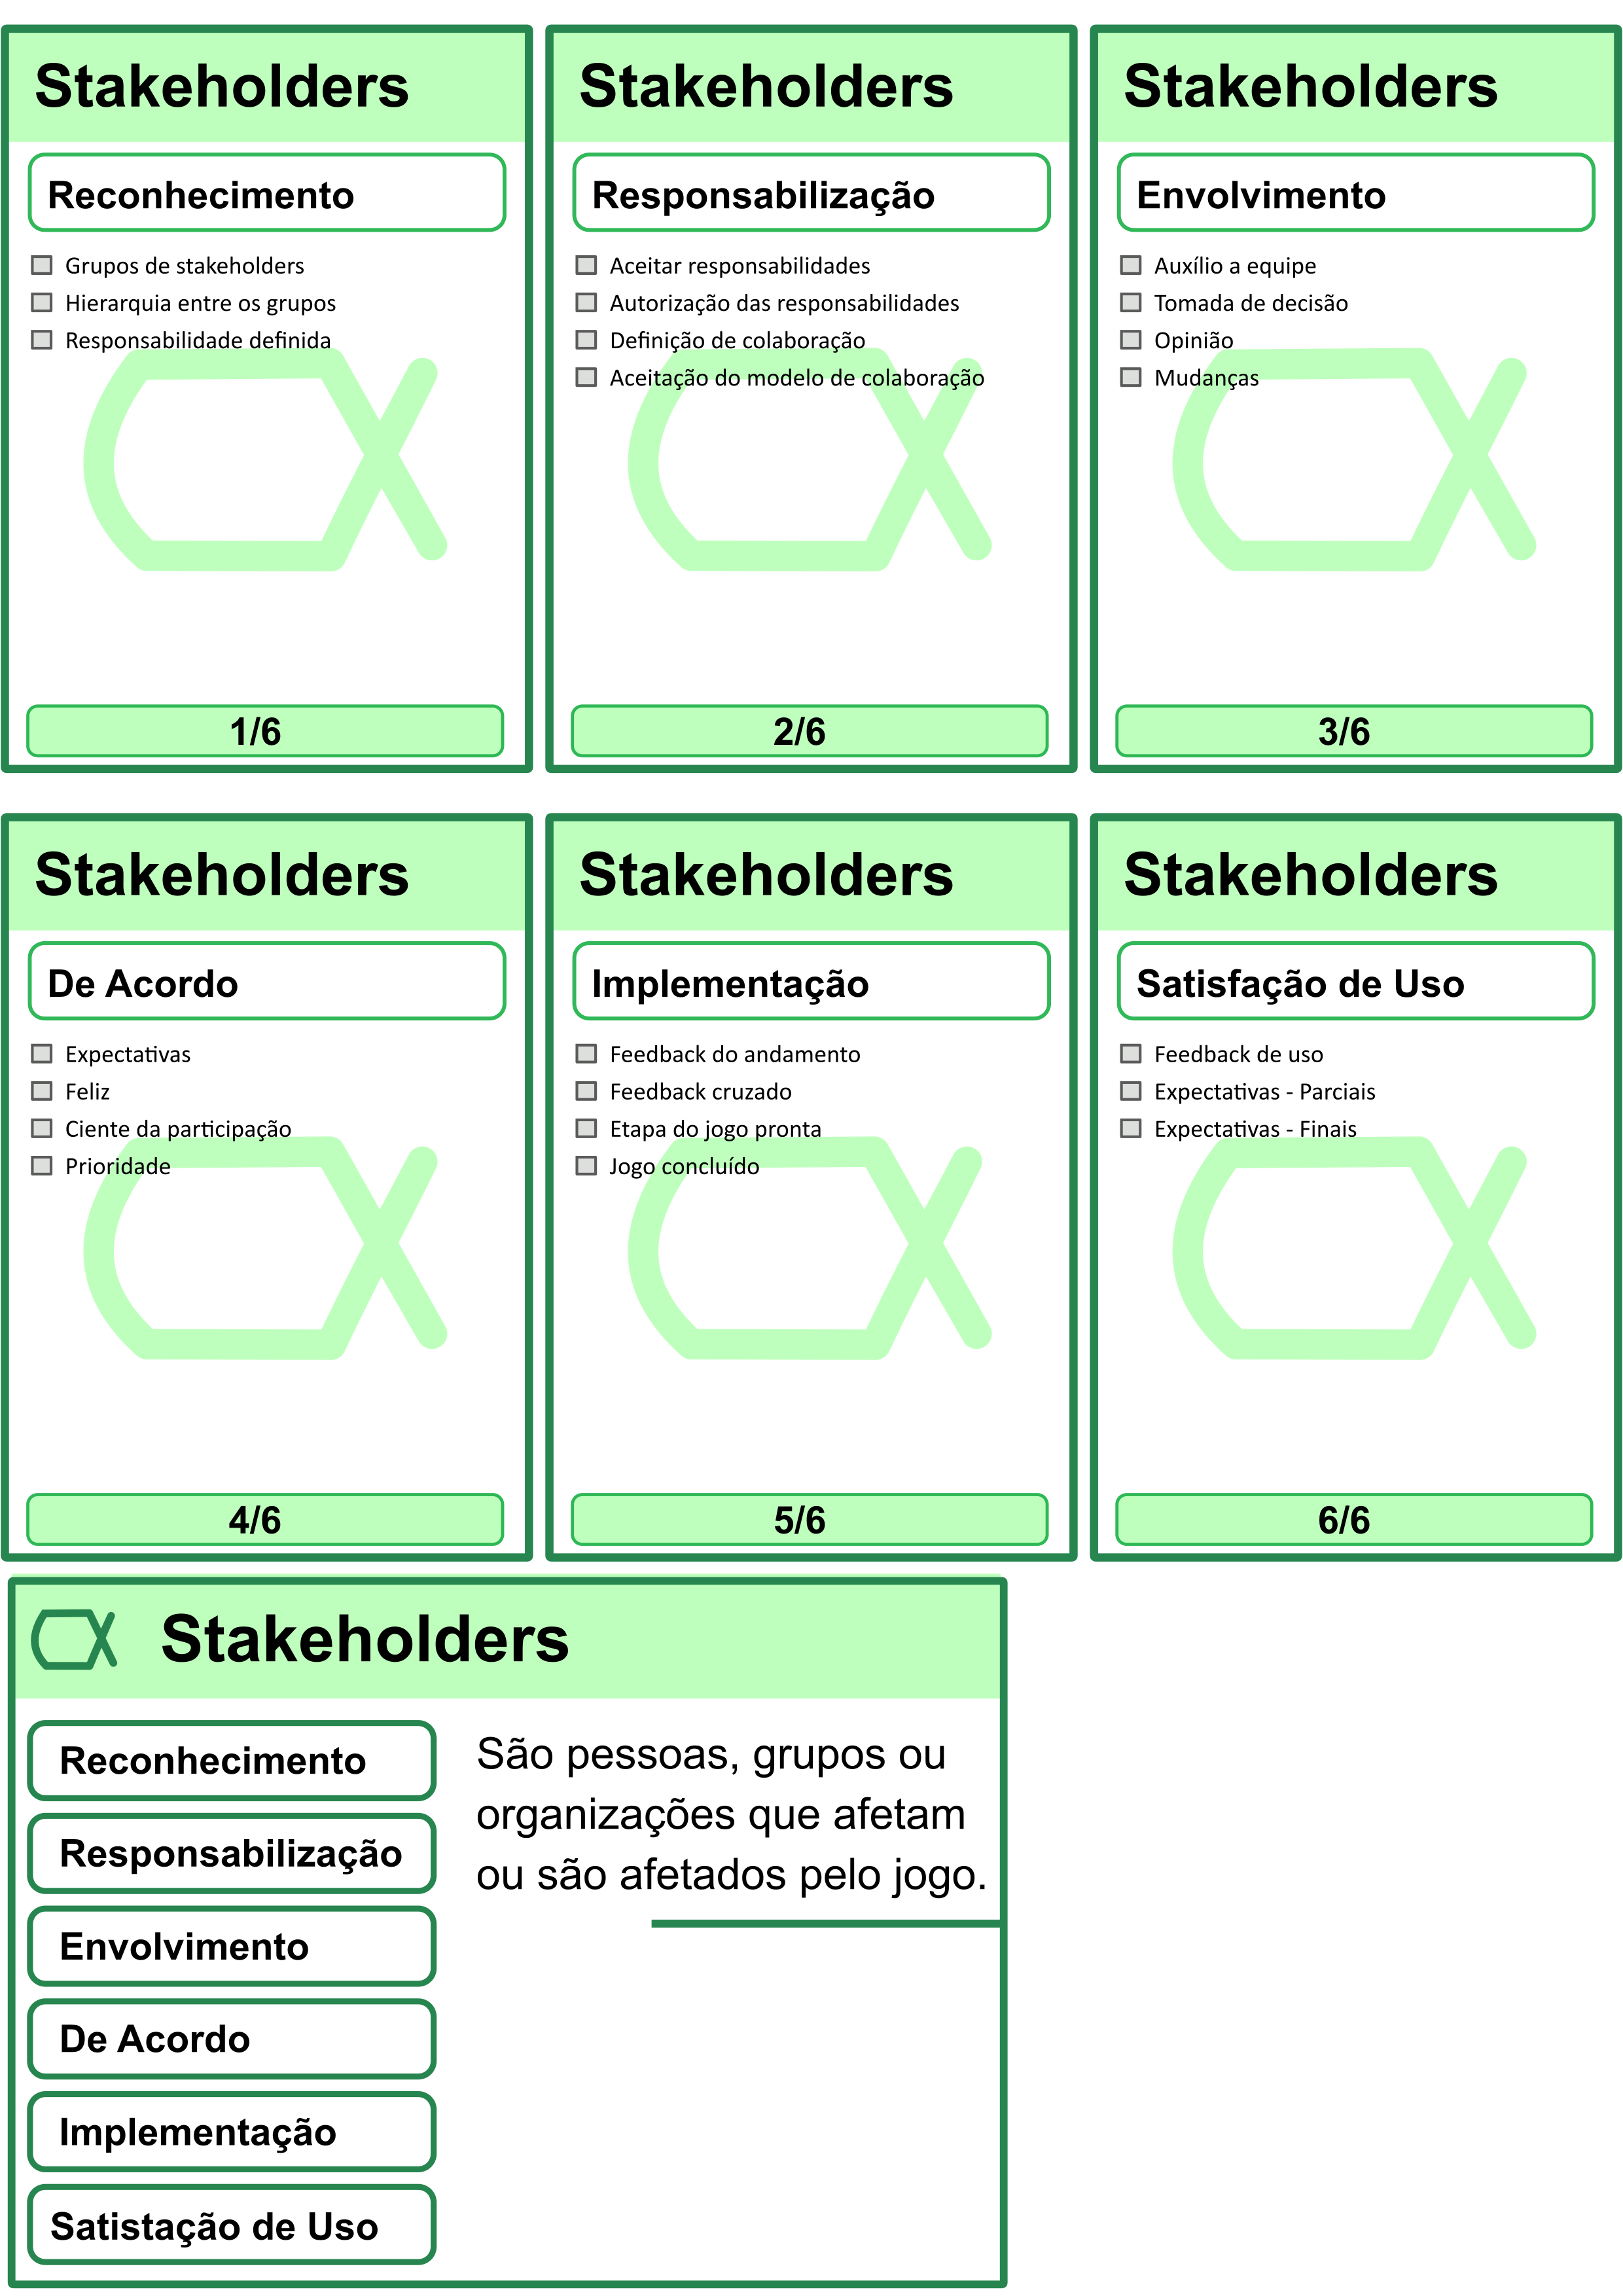 Stakeholders
Reconhecimento
Grupos de stakeholders
Hierarquia entre os grupos
Responsabilidade definida
1/6
Stakeholders
Responsabilização
Aceitar responsabilidades
Autorização das responsabilidades
Definição de colaboração
Aceitação do modelo de colaboração
2/6
Stakeholders
Envolvimento
Auxílio a equipe
Tomada de decisão
Opinião
Mudanças
3/6
Stakeholders
De Acordo
Expectativas
Feliz
Ciente da participação
Prioridade
4/6
Stakeholders
Implementação
Feedback do andamento
Feedback cruzado
Etapa do jogo pronta
Jogo concluído
5/6
Stakeholders
Satisfação de Uso
Feedback de uso
Expectativas - Parciais
Expectativas - Finais
6/6
Stakeholders
Reconhecimento
Responsabilização
Envolvimento
De Acordo
Implementação
Satistação de Uso
São pessoas, grupos ou
organizações que afetam
ou são afetados pelo jogo.